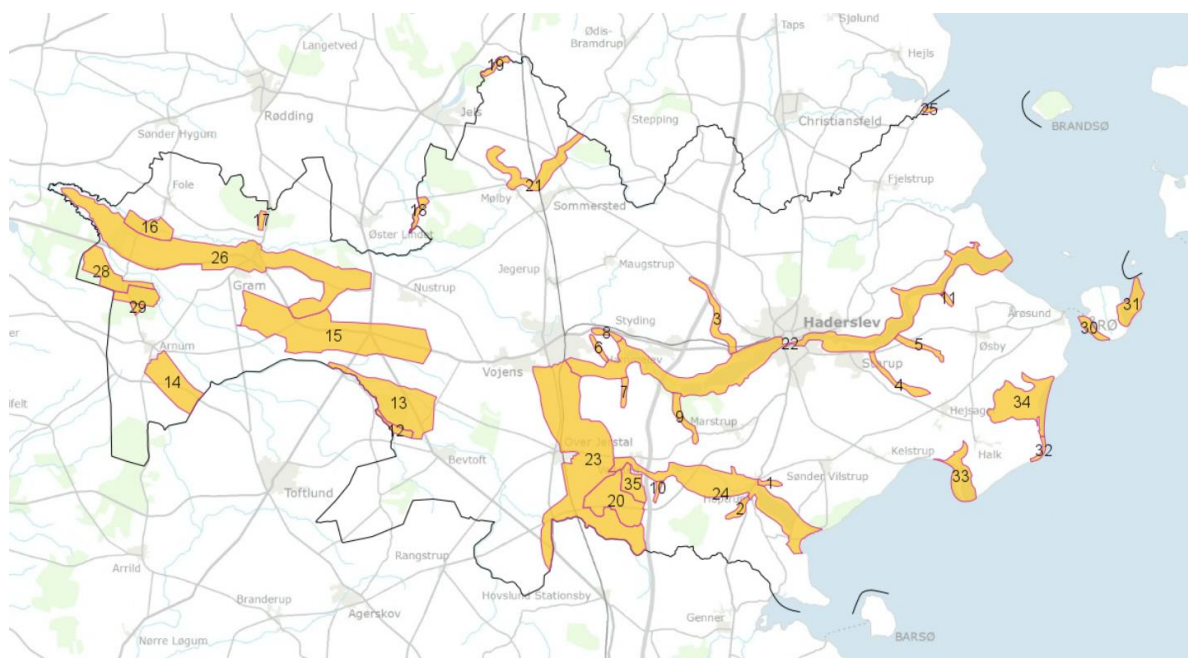 Sjølund
Ødis-
Bramdrup
Taps
Langetved
Hejls
19
Rødding
Jels
Stepping
Christiansfeld
25
BRANDSØ
Sønder Hygum
Fole
21
Mølby
Sommersted
Fjelstrup
18
17
16
Øster Lindet
26
28
Jegerup
Maugstrup
Gram
Nustrup
29
11
31
3
Styding
Haderslev
Årøsund
30
15
8
6
22
5
Øsby
Arnum
Vojens
Starup
14
4
7
13
34
Hejsager
9
Marstrup
12
Over Jerstal
32
Bevtoft
23
Kelstrup
Halk
33
Toftlund
35
10
24
1
Sønder Vilstrup
20
2
Rangstrup
Arrild
Branderup
Agerskov
Hovslund Stationsby
Genner
BARSØ
Nørre Løgum